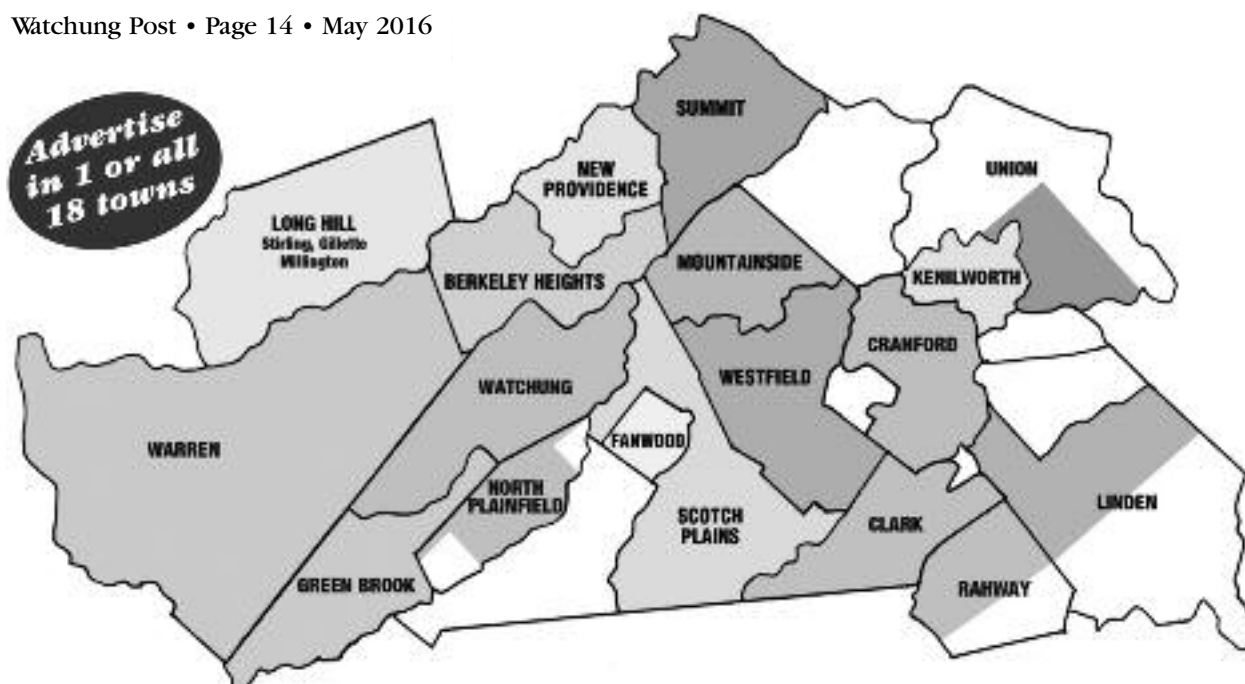 Watchung Post • Page 14 • May 2016
Advertise
in 1 or all
18 towns
SUMMIT
NEW
PROVIDENCE
UNION
LONG HILL
Stirling, Gillette
Millington
BERKELEY HEIGHTS
MOUNTAINSIDE
KENILWORTH
CRANFORD
WATCHUNG
WESTFIELD
WARREN
FANWOOD
NORTH
PLAINFIELD
SCOTCH
PLAINS
CLARK
LINDEN
GREEN BROOK
RAHWAY